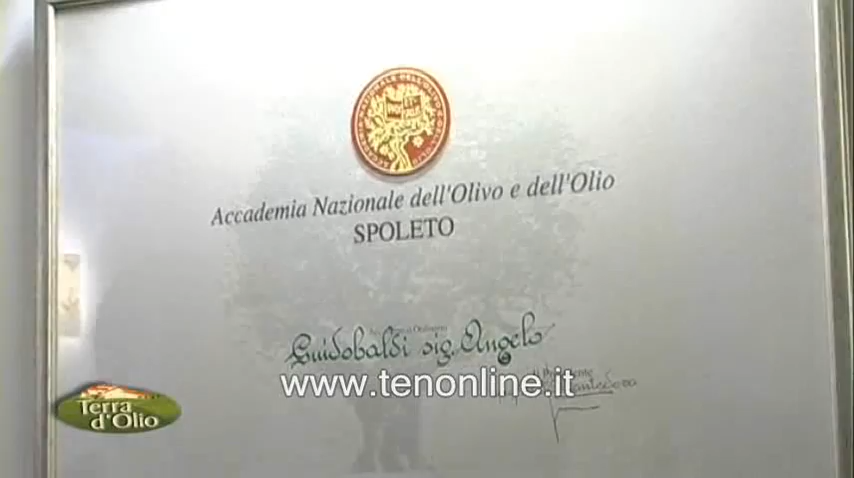 Accademia Nazionale dell'Olivo e dell'Olio
SPOLETO
Guidobaldi sig. Angelo
www.tenonline.it
Terra
d'Olio